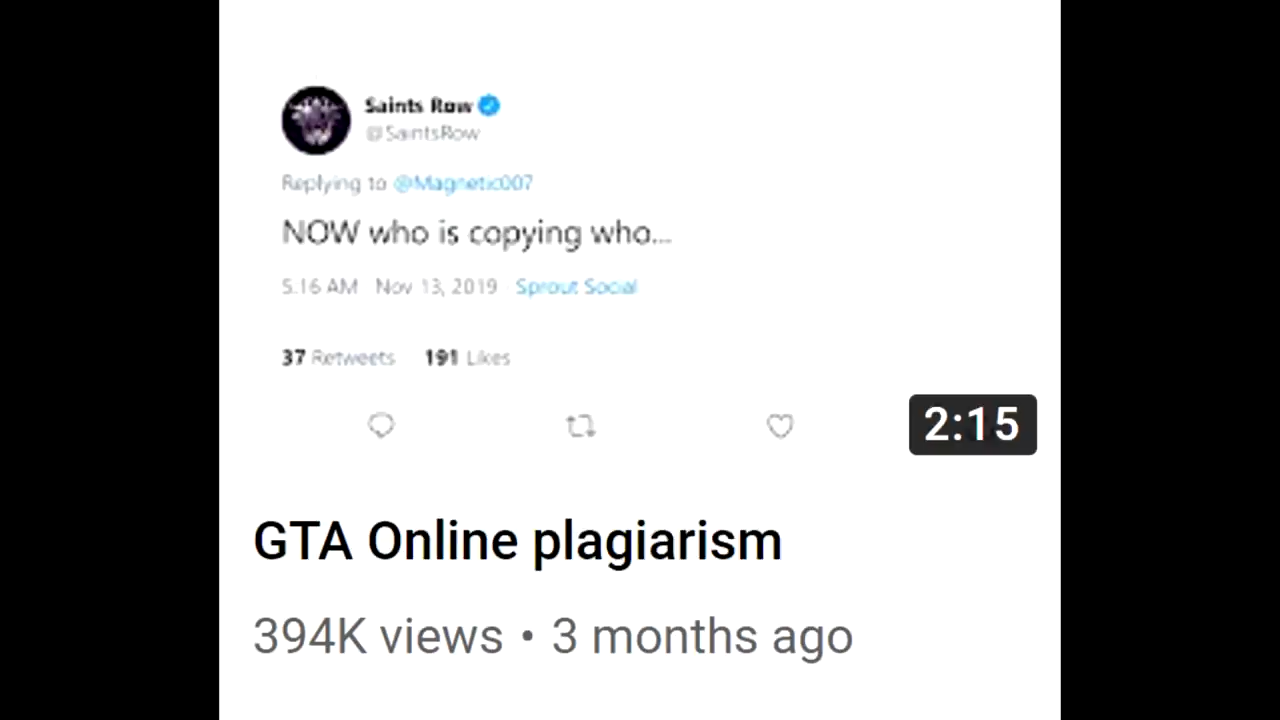 Saints Row
@SaintsRow
Replying to @Magnetic007
NOW who is copying who...
5:16 AM · Nov 13, 2019 · Sprout Social
37 Retweets 191 Likes
2:15
GTA Online plagiarism
394K views • 3 months ago